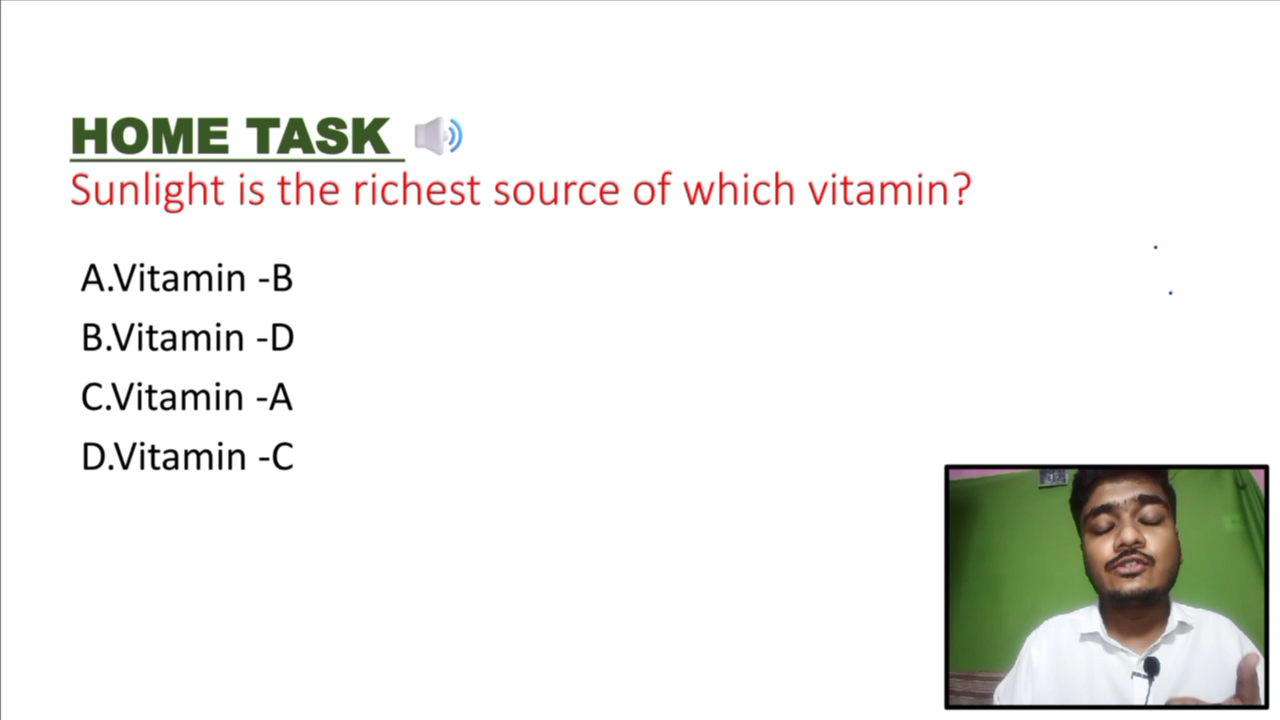 HOME TASK
Sunlight is the richest source of which vitamin?
A.Vitamin -B
B.Vitamin -D
C.Vitamin -A
D.Vitamin -C